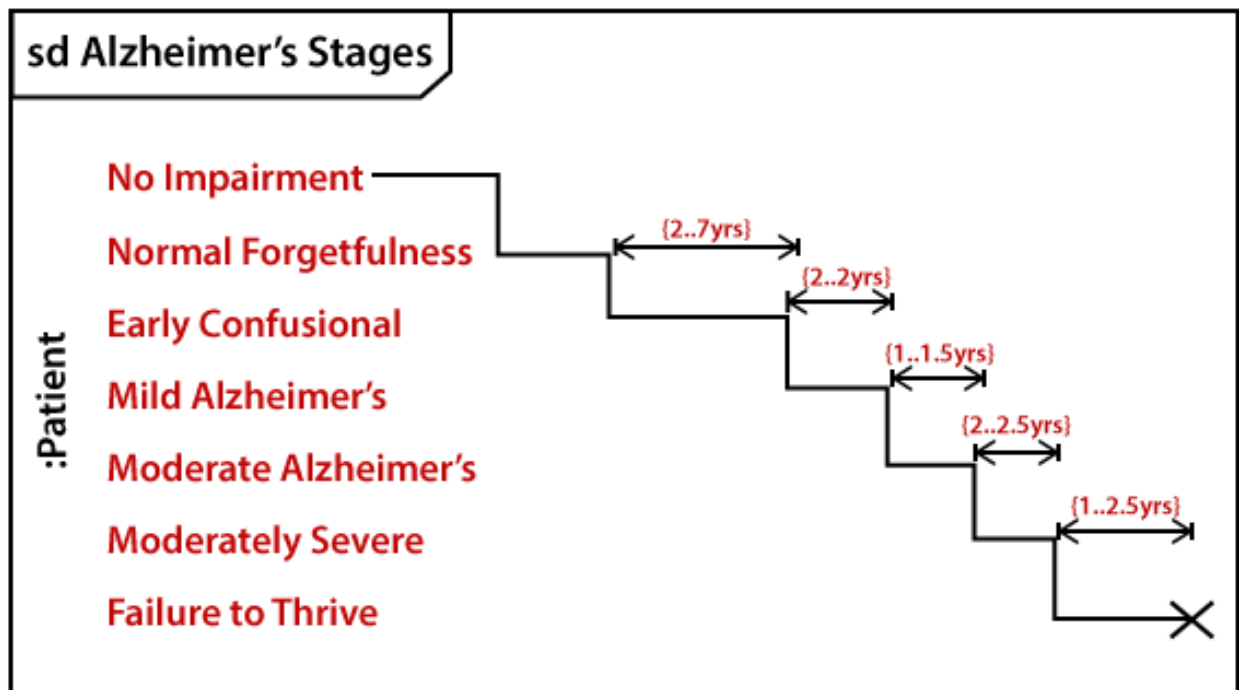 sd Alzheimer's Stages
No Impairment
Normal Forgetfulness
{2..7yrs}
{2..2yrs}
Early Confusional
{1..1.5yrs}
Mild Alzheimer's
{2..2.5yrs}
Moderate Alzheimer's
{1..2.5yrs}
Moderately Severe
Failure to Thrive
:Patient